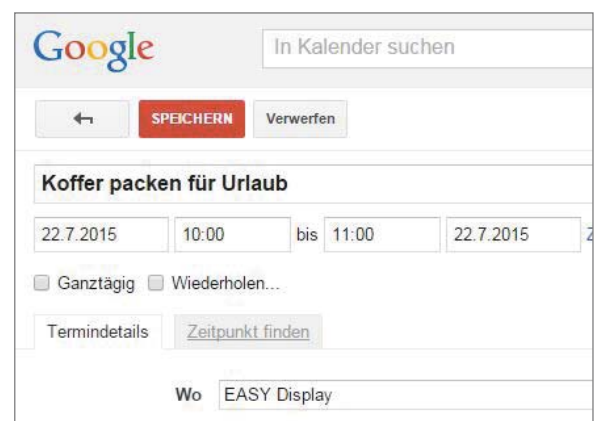 Google In Kalender suchen
SPEICHERN Verwerfen
Koffer packen für Urlaub
22.7.2015 10:00 bis 11:00 22.7.2015
Ganztägig Wiederholen...
Termindetails Zeitpunkt finden
Wo EASY Display